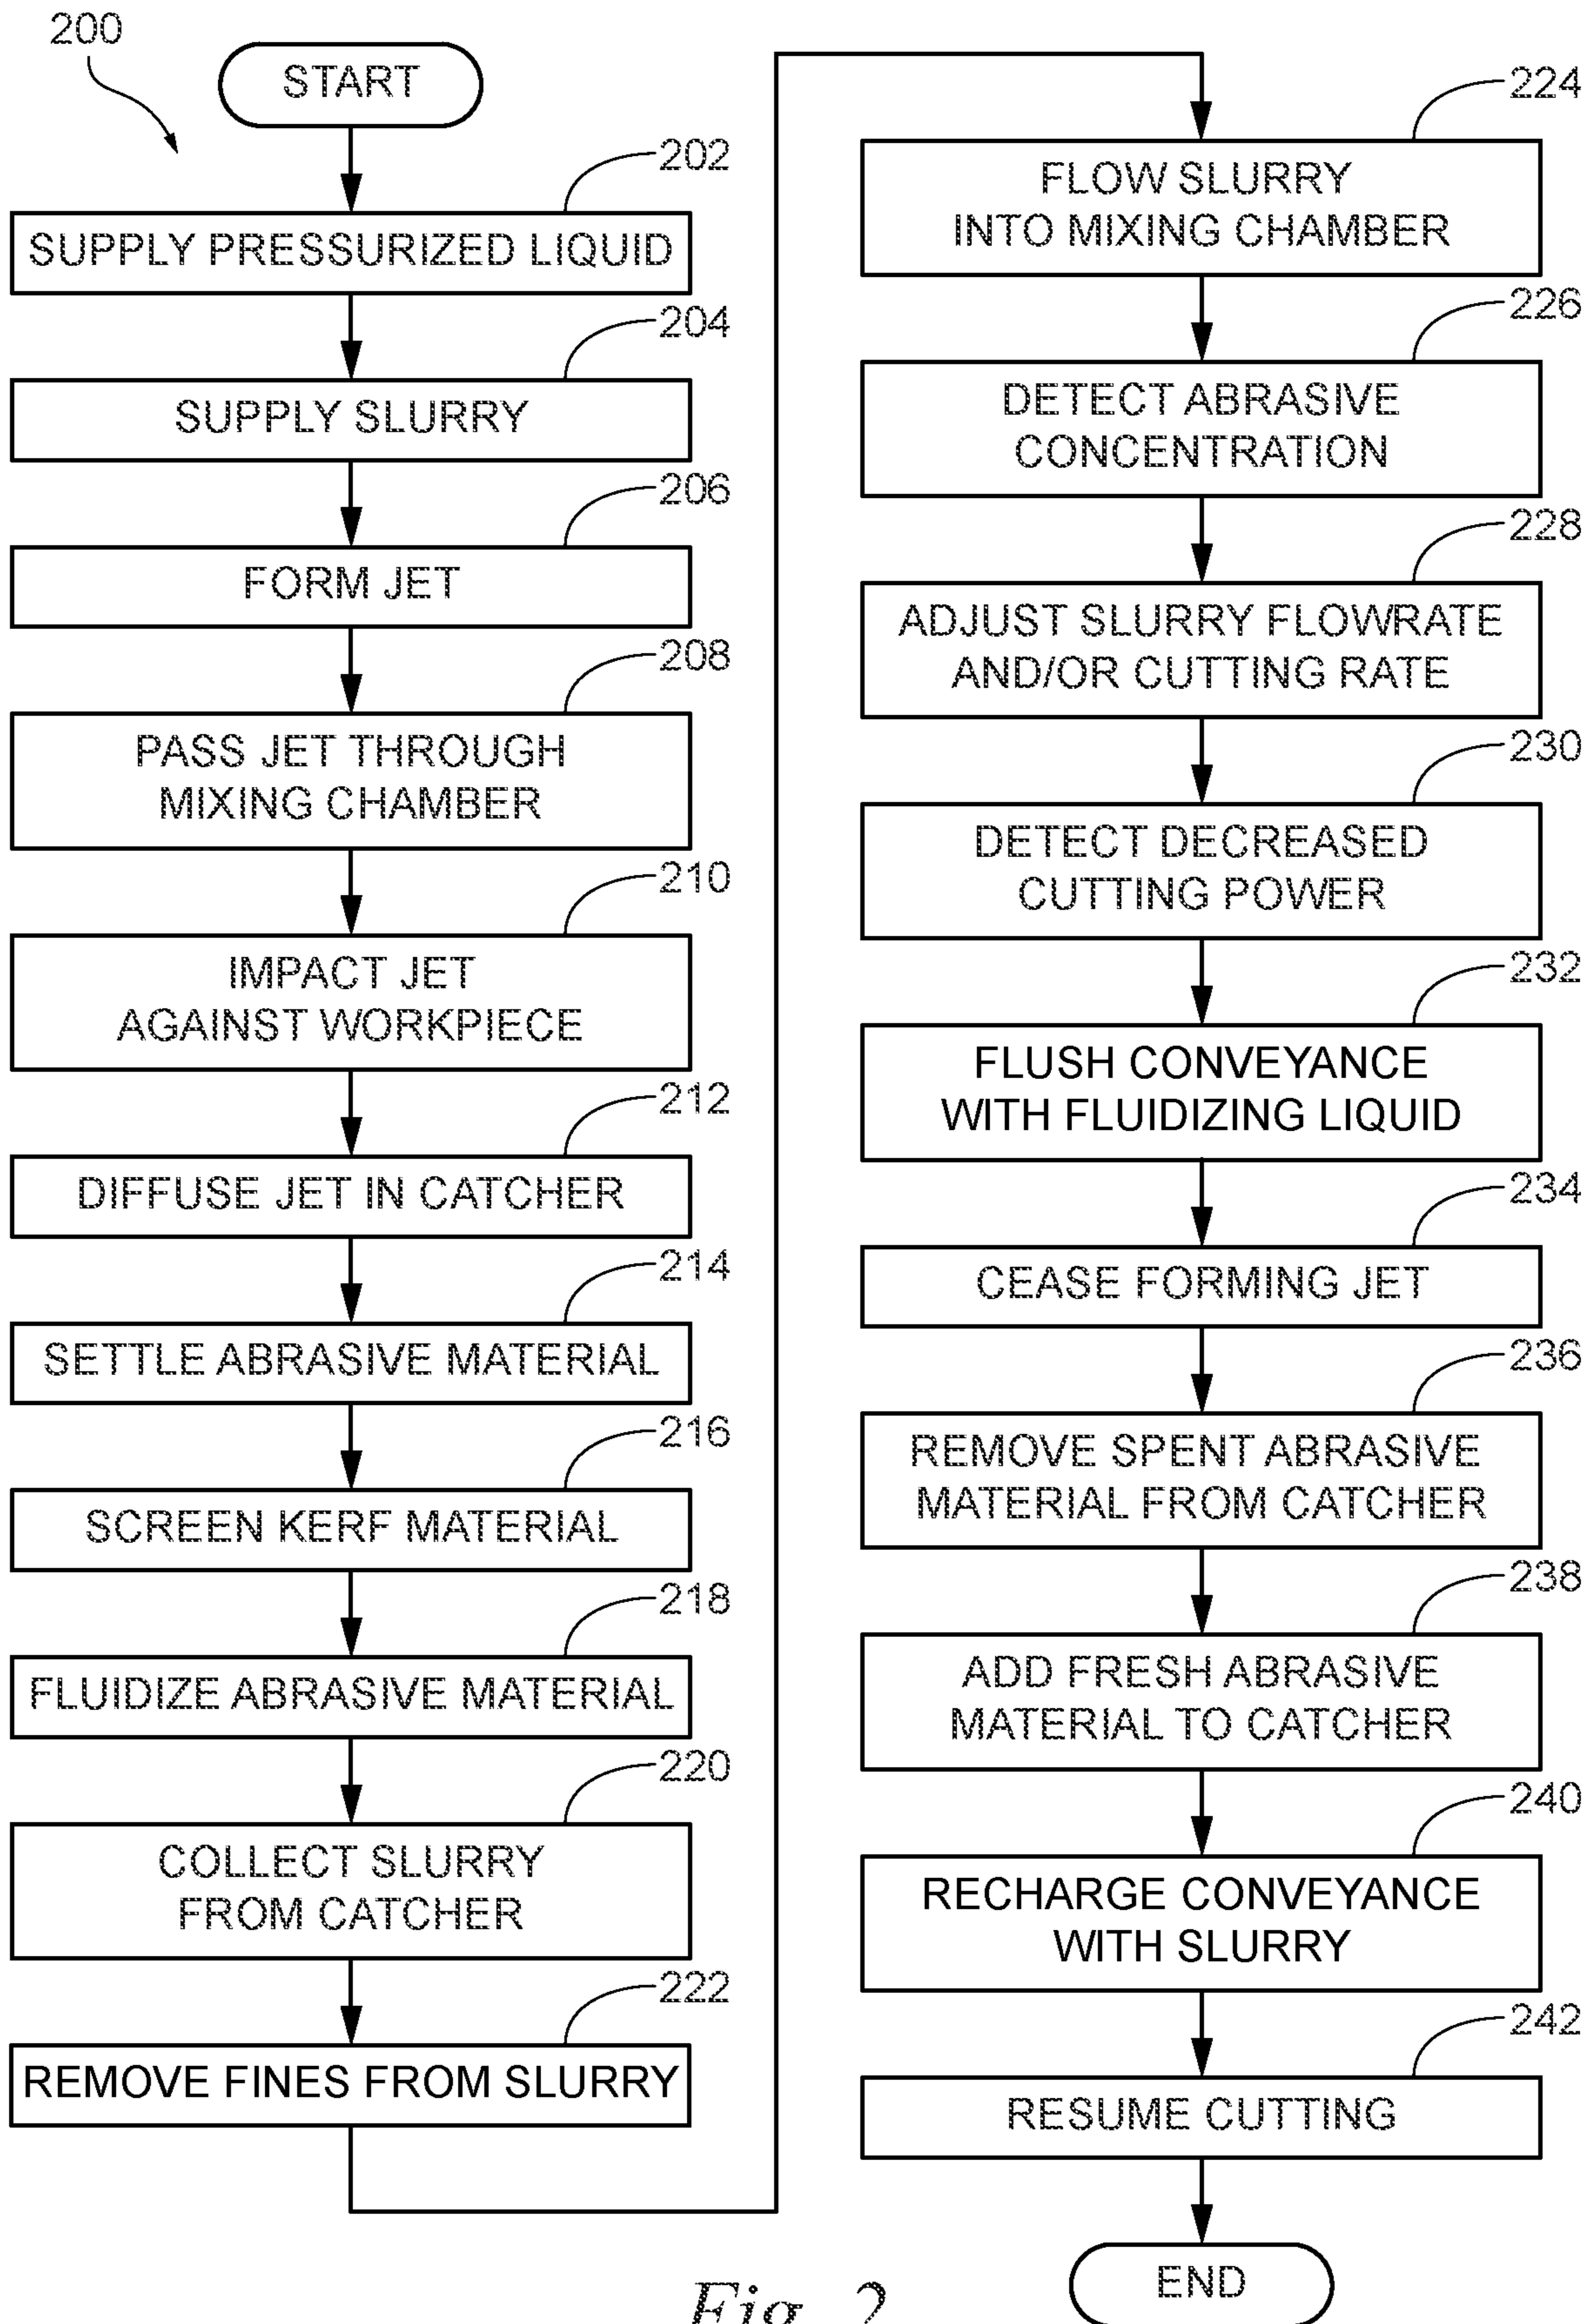 200
START
202
SUPPLY PRESSURIZED LIQUID
204
SUPPLY SLURRY
206
FORM JET
208
PASS JET THROUGH
MIXING CHAMBER
210
IMPACT JET
AGAINST WORKPIECE
212
DIFFUSE JET IN CATCHER
214
SETTLE ABRASIVE MATERIAL
216
SCREEN KERF MATERIAL
218
FLUIDIZE ABRASIVE MATERIAL
220
COLLECT SLURRY
FROM CATCHER
222
REMOVE FINES FROM SLURRY
224
FLOW SLURRY
INTO MIXING CHAMBER
226
DETECT ABRASIVE
CONCENTRATION
228
ADJUST SLURRY FLOWRATE
AND/OR CUTTING RATE
230
DETECT DECREASED
CUTTING POWER
232
FLUSH CONVEYANCE
WITH FLUIDIZING LIQUID
234
CEASE FORMING JET
236
REMOVE SPENT ABRASIVE
MATERIAL FROM CATCHER
238
ADD FRESH ABRASIVE
MATERIAL TO CATCHER
240
RECHARGE CONVEYANCE
WITH SLURRY
242
RESUME CUTTING
END
Fig. 2